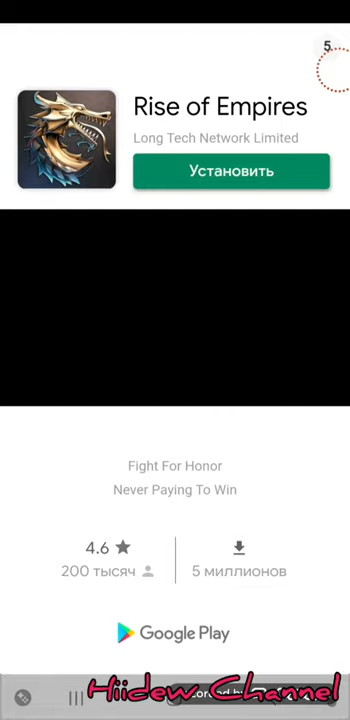 5
Rise of Empires
Long Tech Network Limited
Установить
Fight For Honor
Never Paying To Win
4.6
200 тысяч
5 миллионов
Google Play
Hiidew Channel